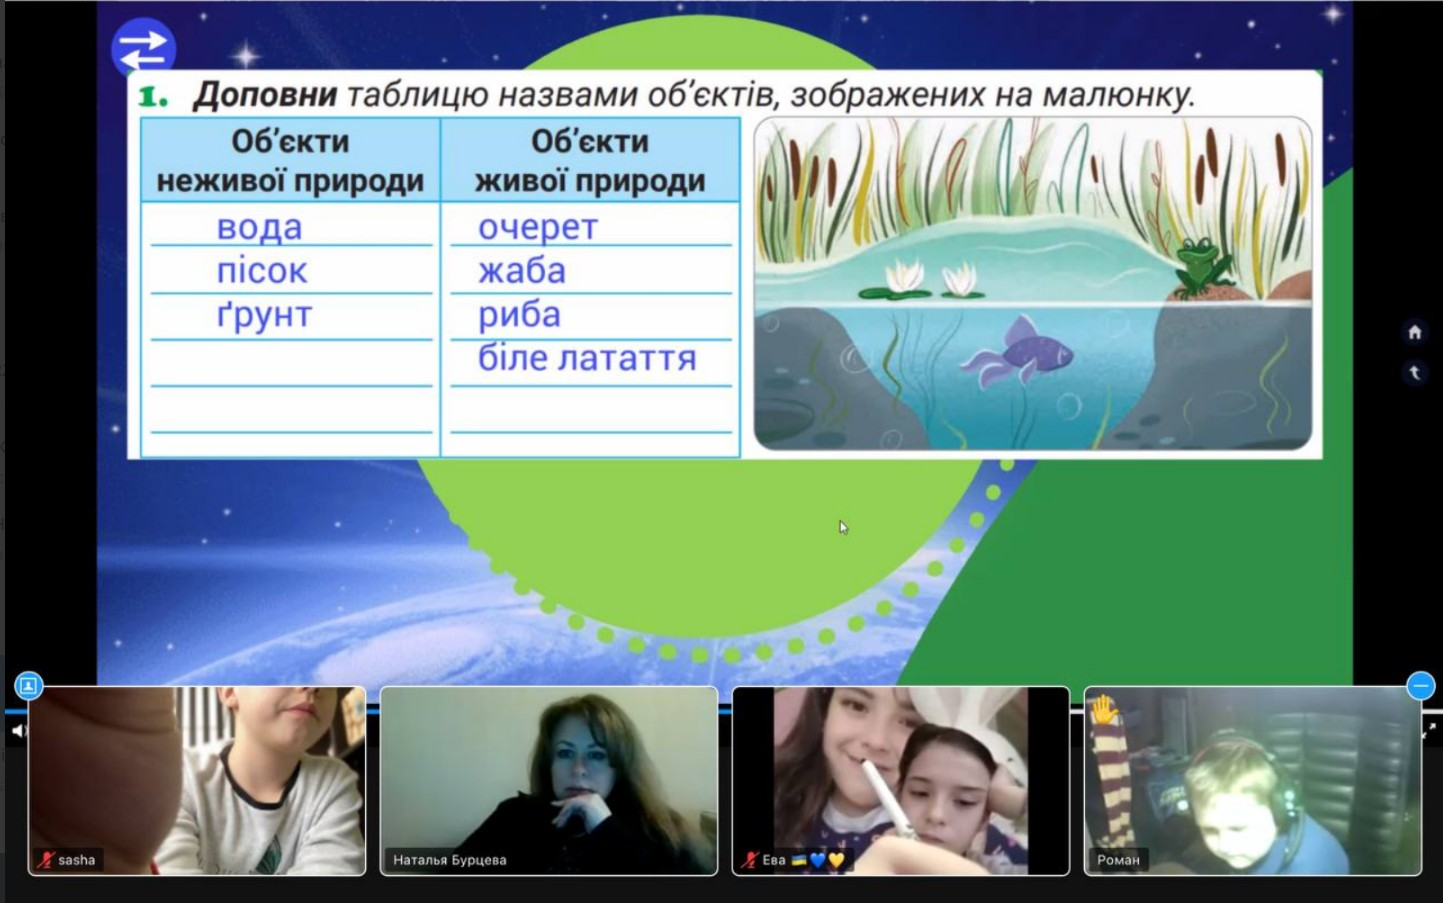 1. Доповни таблицю назвами об’єктів, зображених на малюнку.
Об’єкти
неживої природи
Об’єкти
живої природи
вода
пісок
ґрунт
очерет
жаба
риба
біле латаття
sasha
Наталья Бурцева
Ева 🇺🇦💙💛
Роман